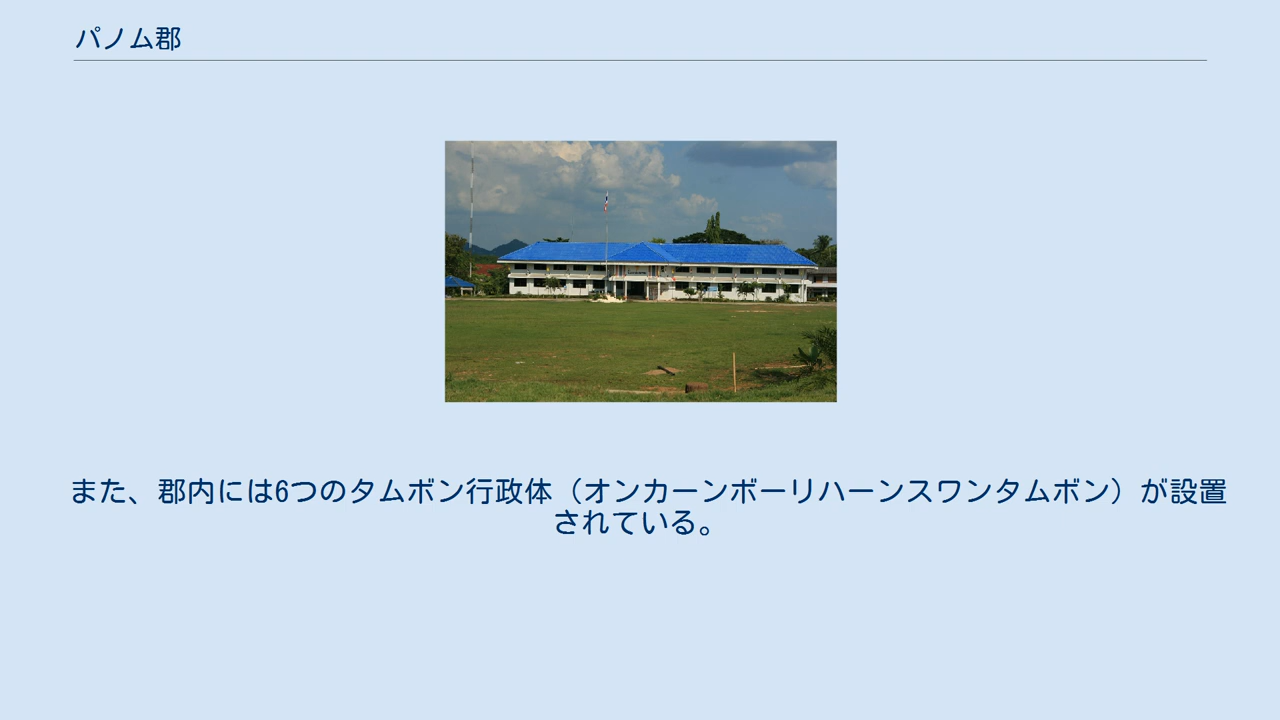 パノム郡
また、郡内には6つのタムボン行政体（オンカーンボーリハーンスワンタムボン）が設置
されている。